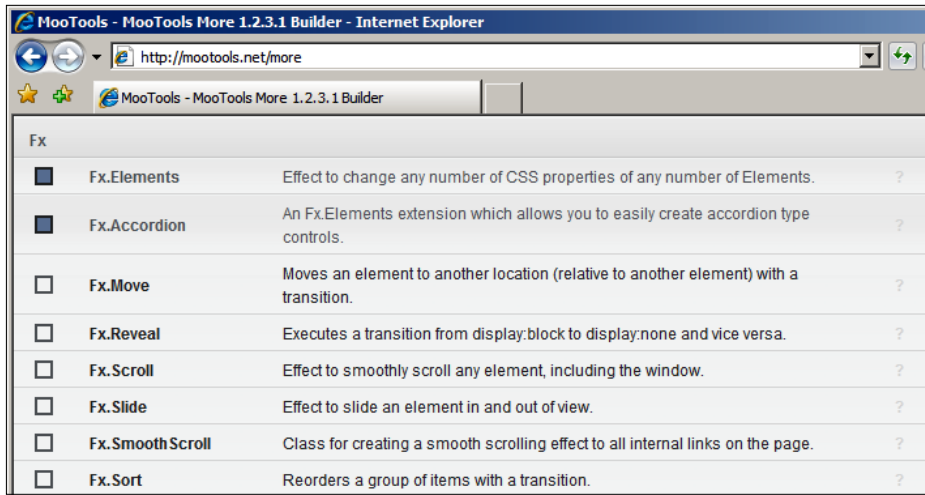 MooTools - MooTools More 1.2.3.1 Builder - Internet Explorer
http://mootools.net/more
MooTools - MooTools More 1.2.3.1 Builder
Fx
Fx.Elements Effect to change any number of CSS properties of any number of Elements. ?
Fx.Accordion An Fx.Elements extension which allows you to easily create accordion type
controls. ?
Fx.Move Moves an element to another location (relative to another element) with a
transition. ?
Fx.Reveal Executes a transition from display:block to display:none and vice versa. ?
Fx.Scroll Effect to smoothly scroll any element, including the window. ?
Fx.Slide Effect to slide an element in and out of view. ?
Fx.SmoothScroll Class for creating a smooth scrolling effect to all internal links on the page. ?
Fx.Sort Reorders a group of items with a transition. ?